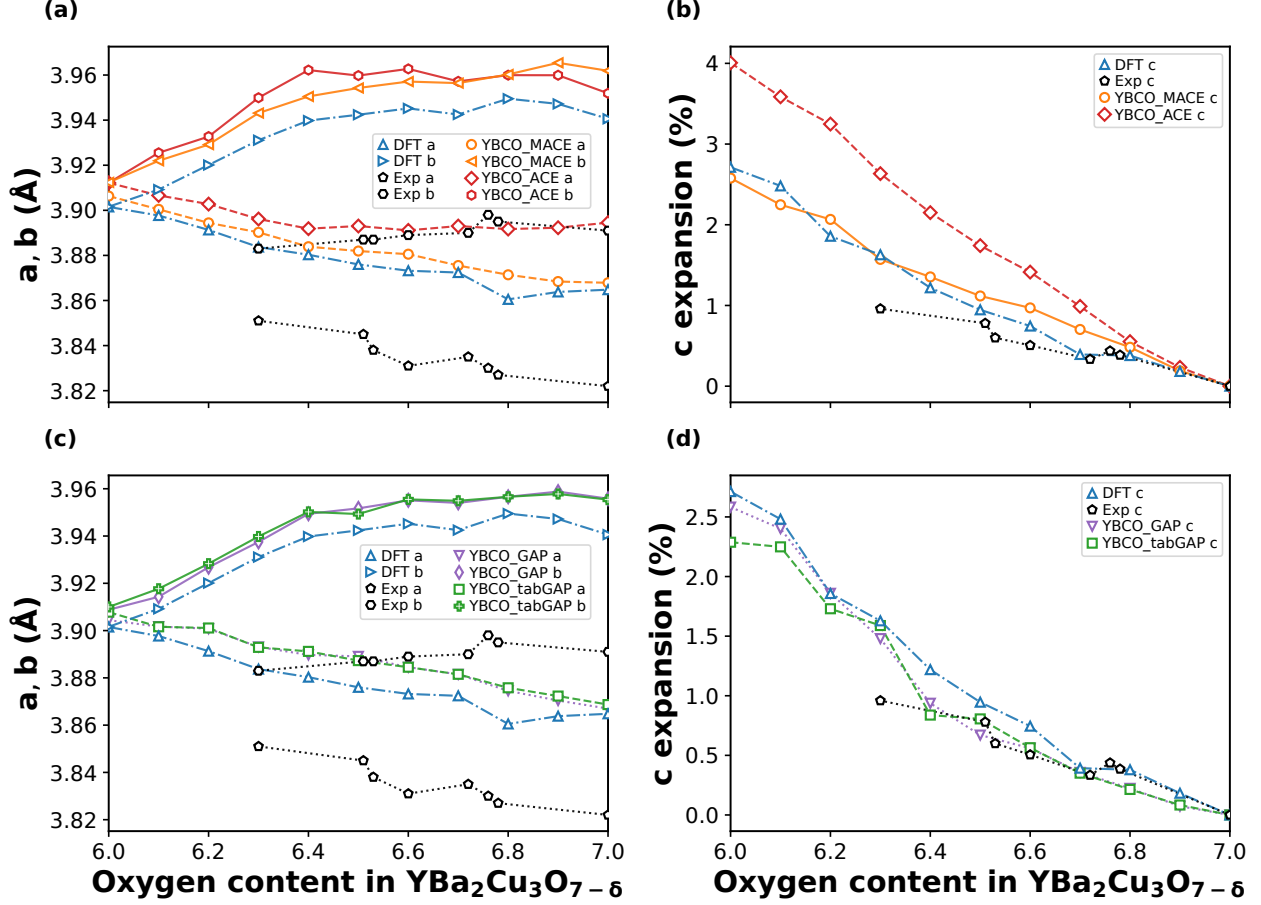 (a)
3.96
3.94
3.92
3.90
3.88
3.86
3.84
3.82
a, b (Å)
DFT a
DFT b
Exp a
Exp b
YBCO_MACE a
YBCO_MACE b
YBCO_ACE a
YBCO_ACE b
(b)
4
3
2
1
0
c expansion (%)
DFT c
Exp c
YBCO_MACE c
YBCO_ACE c
(c)
3.96
3.94
3.92
3.90
3.88
3.86
3.84
3.82
a, b (Å)
DFT a
DFT b
Exp a
Exp b
YBCO_GAP a
YBCO_GAP b
YBCO_tabGAP a
YBCO_tabGAP b
6.0 6.2 6.4 6.6 6.8 7.0
Oxygen content in YBa₂Cu₃O₇₋δ
(d)
2.5
2.0
1.5
1.0
0.5
0.0
c expansion (%)
DFT c
Exp c
YBCO_GAP c
YBCO_tabGAP c
6.0 6.2 6.4 6.6 6.8 7.0
Oxygen content in YBa₂Cu₃O₇₋δ